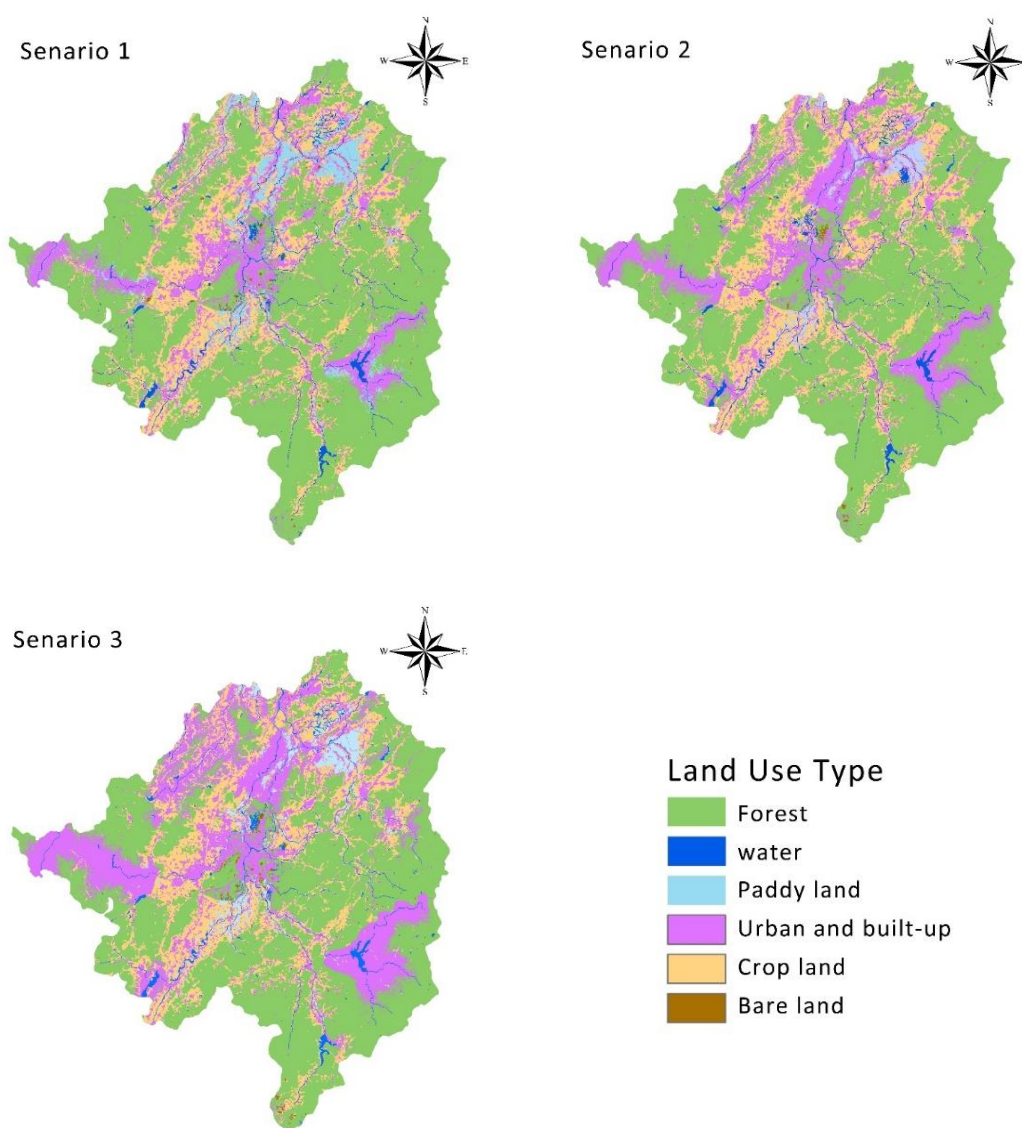 Senario 1
N
W
E
S
Senario 2
N
W
E
S
Senario 3
N
W
E
S
Land Use Type
Forest
water
Paddy land
Urban and built-up
Crop land
Bare land